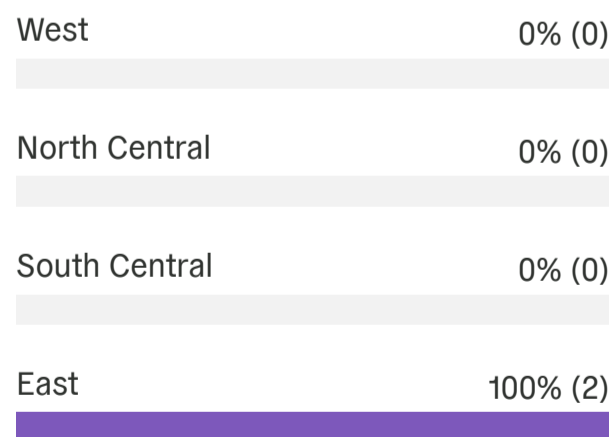 West 0% (0)
North Central 0% (0)
South Central 0% (0)
East 100% (2)